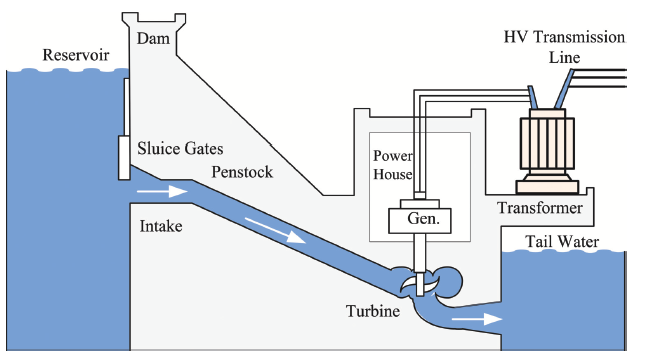 Dam
HV Transmission
Line
Reservoir
Sluice Gates
Penstock
Power
House
Intake
Gen.
Transformer
Tail Water
Turbine